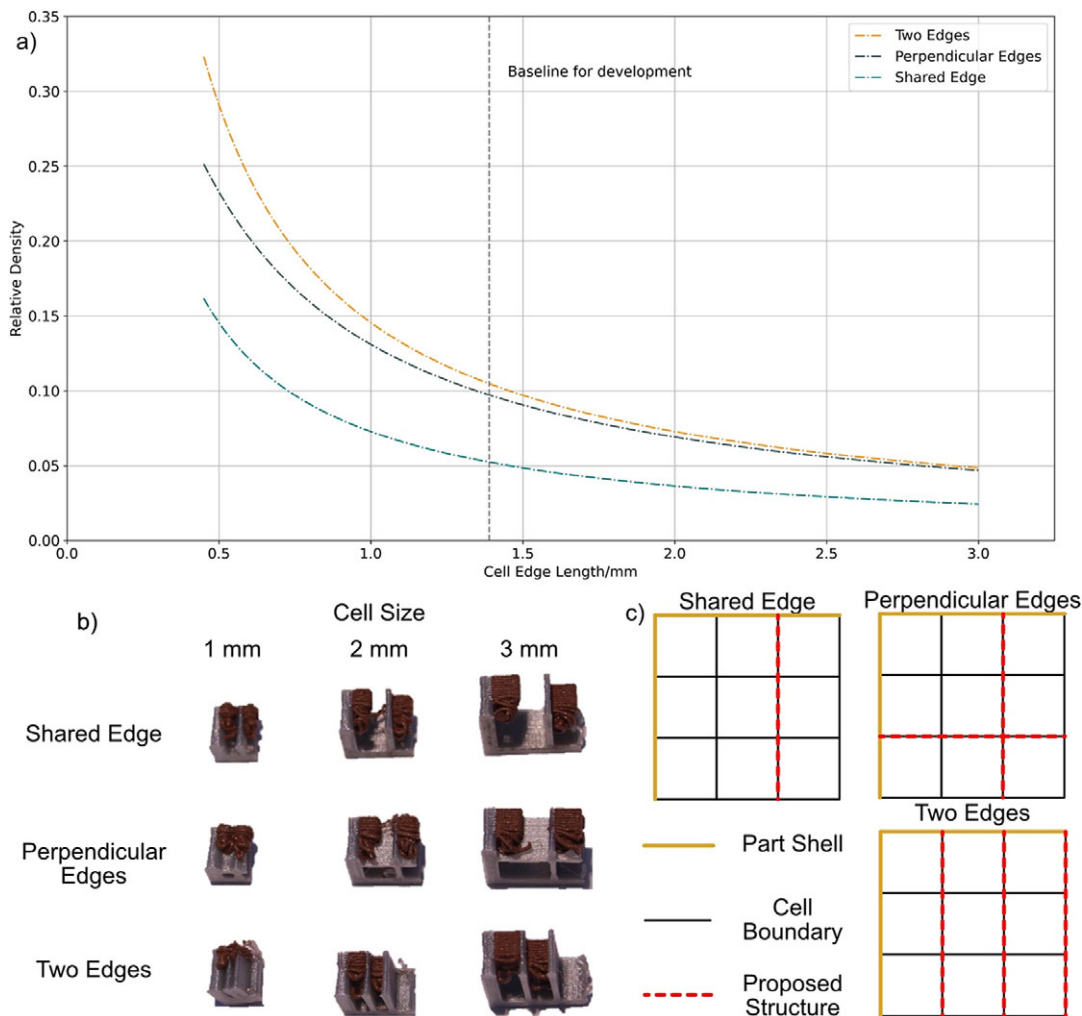 a)
0.35
0.30
0.25
0.20
0.15
0.10
0.05
0.00
Relative Density
Two Edges
Perpendicular Edges
Shared Edge
Baseline for development
0.0
0.5
1.0
1.5
2.0
2.5
3.0
Cell Edge Length/mm
b)
Cell Size
1 mm
2 mm
3 mm
Shared Edge
Perpendicular
Edges
Two Edges
c)
Shared Edge
Perpendicular Edges
Two Edges
Part Shell
Cell
Boundary
Proposed
Structure